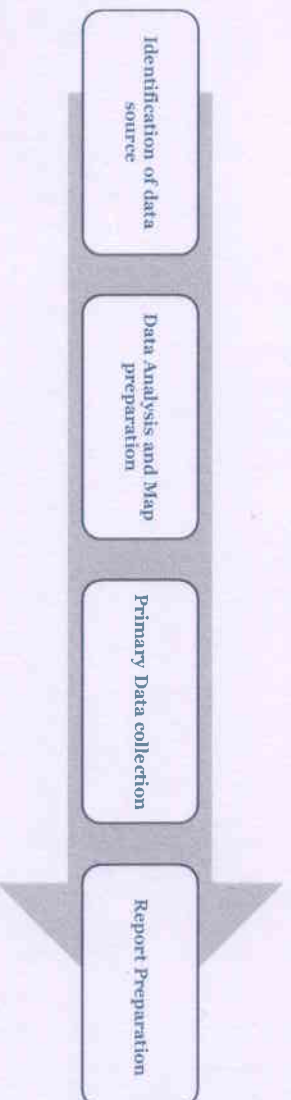 Identification of data
source
Data Analysis and Map
preparation
Primary Data collection
Report Preparation